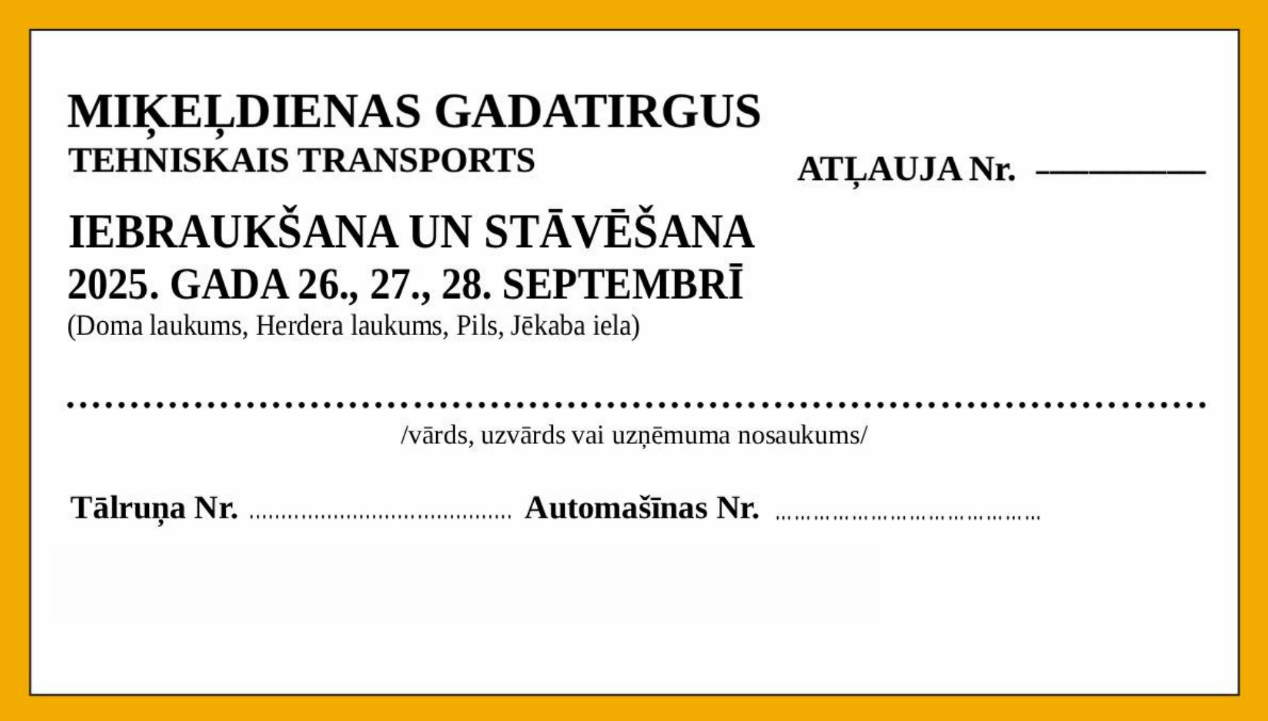 MIĶEĻDIENAS GADATIRGUS
TEHNISKAIS TRANSPORTS
ATĻAUJA Nr. __________
IEBRAUKŠANA UN STĀVĒŠANA
2025. GADA 26., 27., 28. SEPTEMBRĪ
(Doma laukums, Herdera laukums, Pils, Jēkaba iela)
..........................................................................................
/vārds, uzvārds vai uzņēmuma nosaukums/
Tālruņa Nr. .......................................... Automašīnas Nr. ..........................................